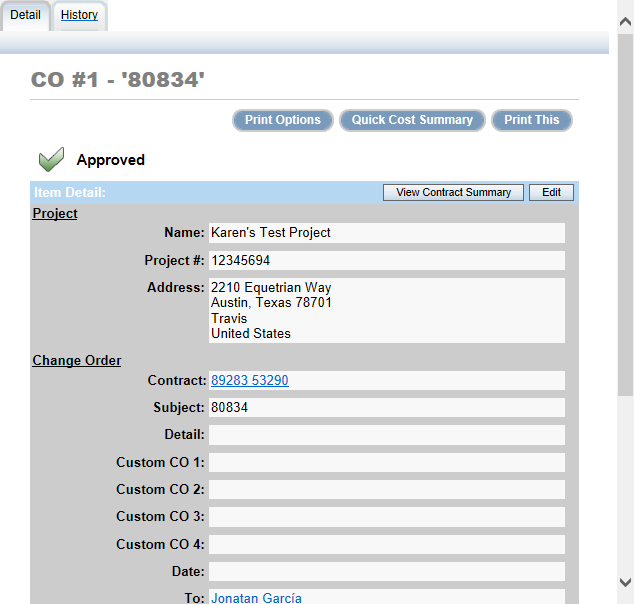 Detail History
CO #1 - '80834'
Print Options Quick Cost Summary Print This
Approved
Item Detail: View Contract Summary Edit
Project
Name: Karen's Test Project
Project #: 12345694
Address: 2210 Equetrian Way
Austin, Texas 78701
Travis
United States
Change Order
Contract: 89283 53290
Subject: 80834
Detail:
Custom CO 1:
Custom CO 2:
Custom CO 3:
Custom CO 4:
Date:
To: Jonatan García